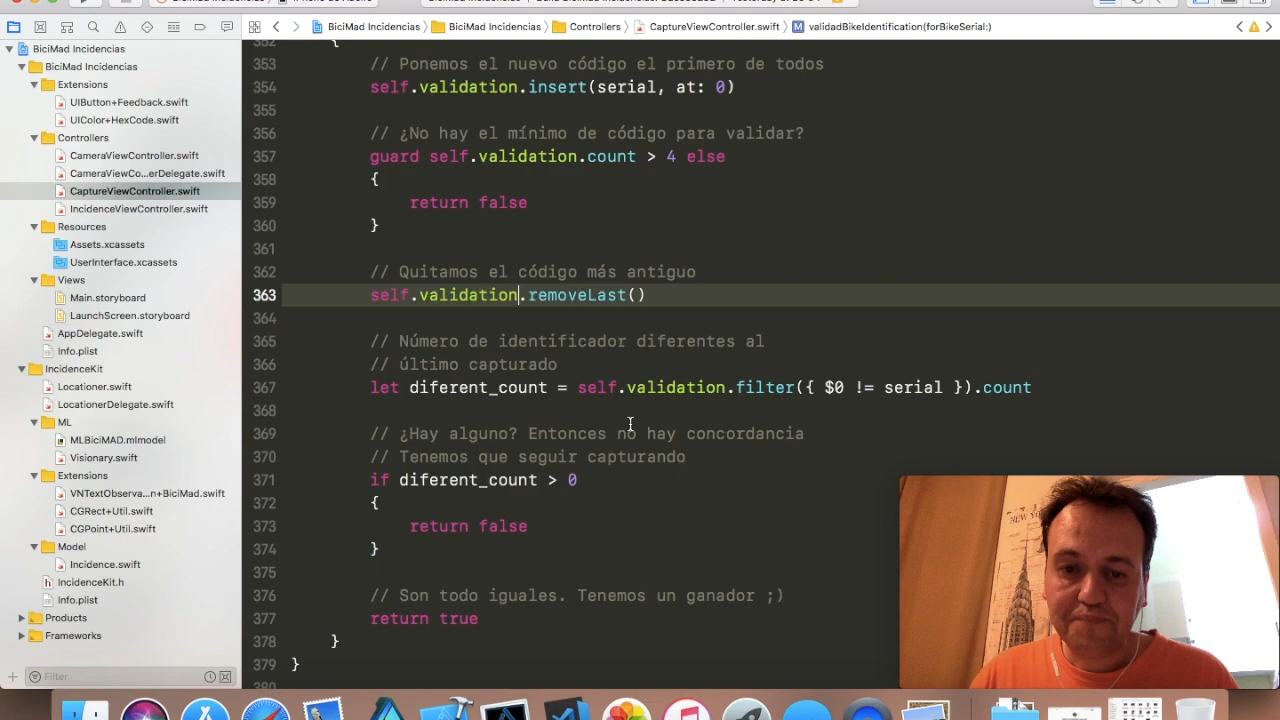 BiciMad Incidencias
BiciMad Incidencias
Controllers
CaptureViewController.swift
validadBikeIdentification(forBikeSerial:)
BiciMad Incidencias
BiciMad Incidencias
Extensions
UIButton+Feedback.swift
UIColor+HexCode.swift
Controllers
CameraViewController.swift
CameraViewCo...erDelegate.swift
CaptureViewController.swift
IncidenceViewController.swift
Resources
Assets.xcassets
UserInterface.xcassets
Views
Main.storyboard
LaunchScreen.storyboard
AppDelegate.swift
Info.plist
IncidenceKit
Locationer.swift
LocationerDelegate.swift
ML
MLBiciMAD.mlmodel
Visionary.swift
Extensions
VNTextObserva...n+BiciMad.swift
CGRect+Util.swift
CGPoint+Util.swift
Model
Incidence.swift
IncidenceKit.h
Info.plist
Products
Frameworks
Filter
352 {
353 // Ponemos el nuevo código el primero de todos
354 self.validation.insert(serial, at: 0)
355
356 // ¿No hay el mínimo de código para validar?
357 guard self.validation.count > 4 else
358 {
359 return false
360 }
361
362 // Quitamos el código más antiguo
363 self.validation.removeLast()
364
365 // Número de identificador diferentes al
366 // último capturado
367 let diferent_count = self.validation.filter({ $0 != serial }).count
368
369 // ¿Hay alguno? Entonces no hay concordancia
370 // Tenemos que seguir capturando
371 if diferent_count > 0
372 {
373 return false
374 }
375
376 // Son todo iguales. Tenemos un ganador ;)
377 return true
378 }
379 }
380
NEW YO